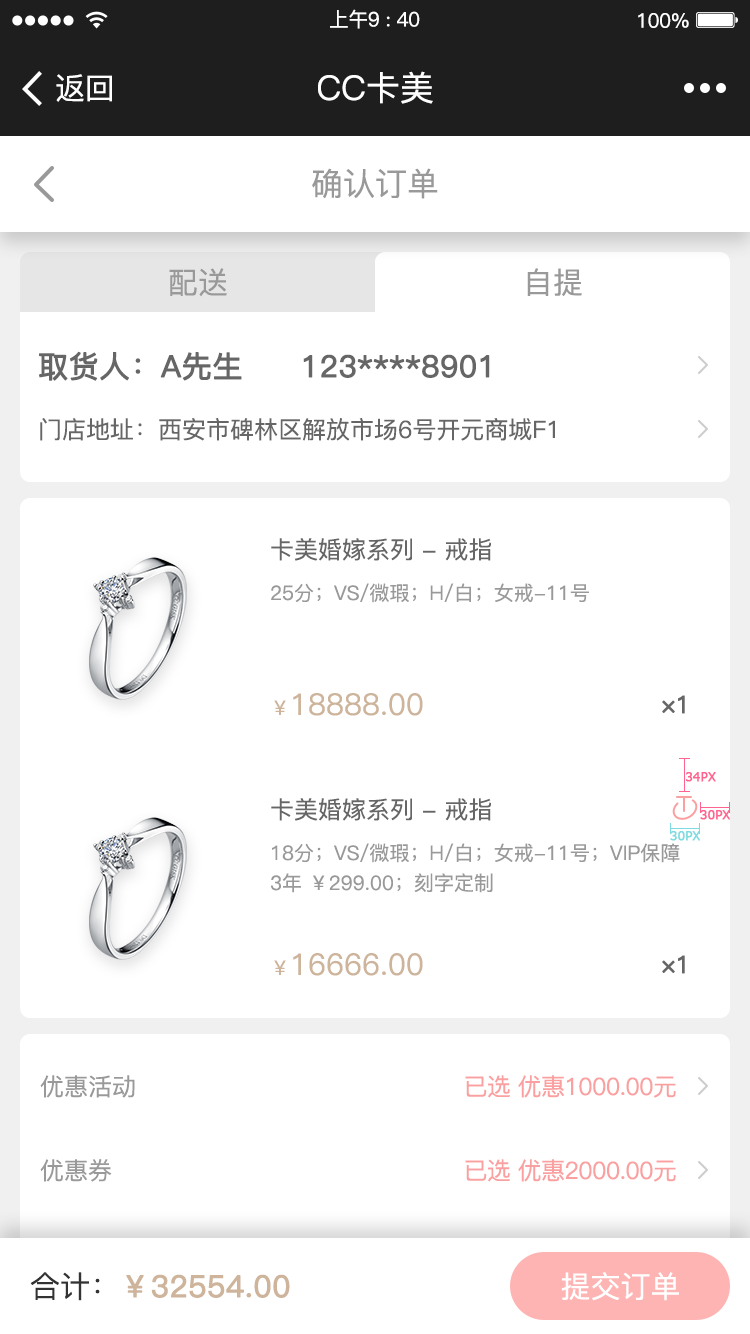 上午9 : 40
100%
返回
CC卡美
确认订单
配送
自提
取货人：A先生 123****8901
门店地址：西安市碑林区解放市场6号开元商城F1
卡美婚嫁系列 – 戒指
25分；VS/微瑕；H/白；女戒–11号
¥18888.00
×1
34PX
30PX
30PX
卡美婚嫁系列 – 戒指
18分；VS/微瑕；H/白；女戒–11号；VIP保障
3年 ¥299.00；刻字定制
¥16666.00
×1
优惠活动
已选 优惠1000.00元
优惠券
已选 优惠2000.00元
合计：¥32554.00
提交订单